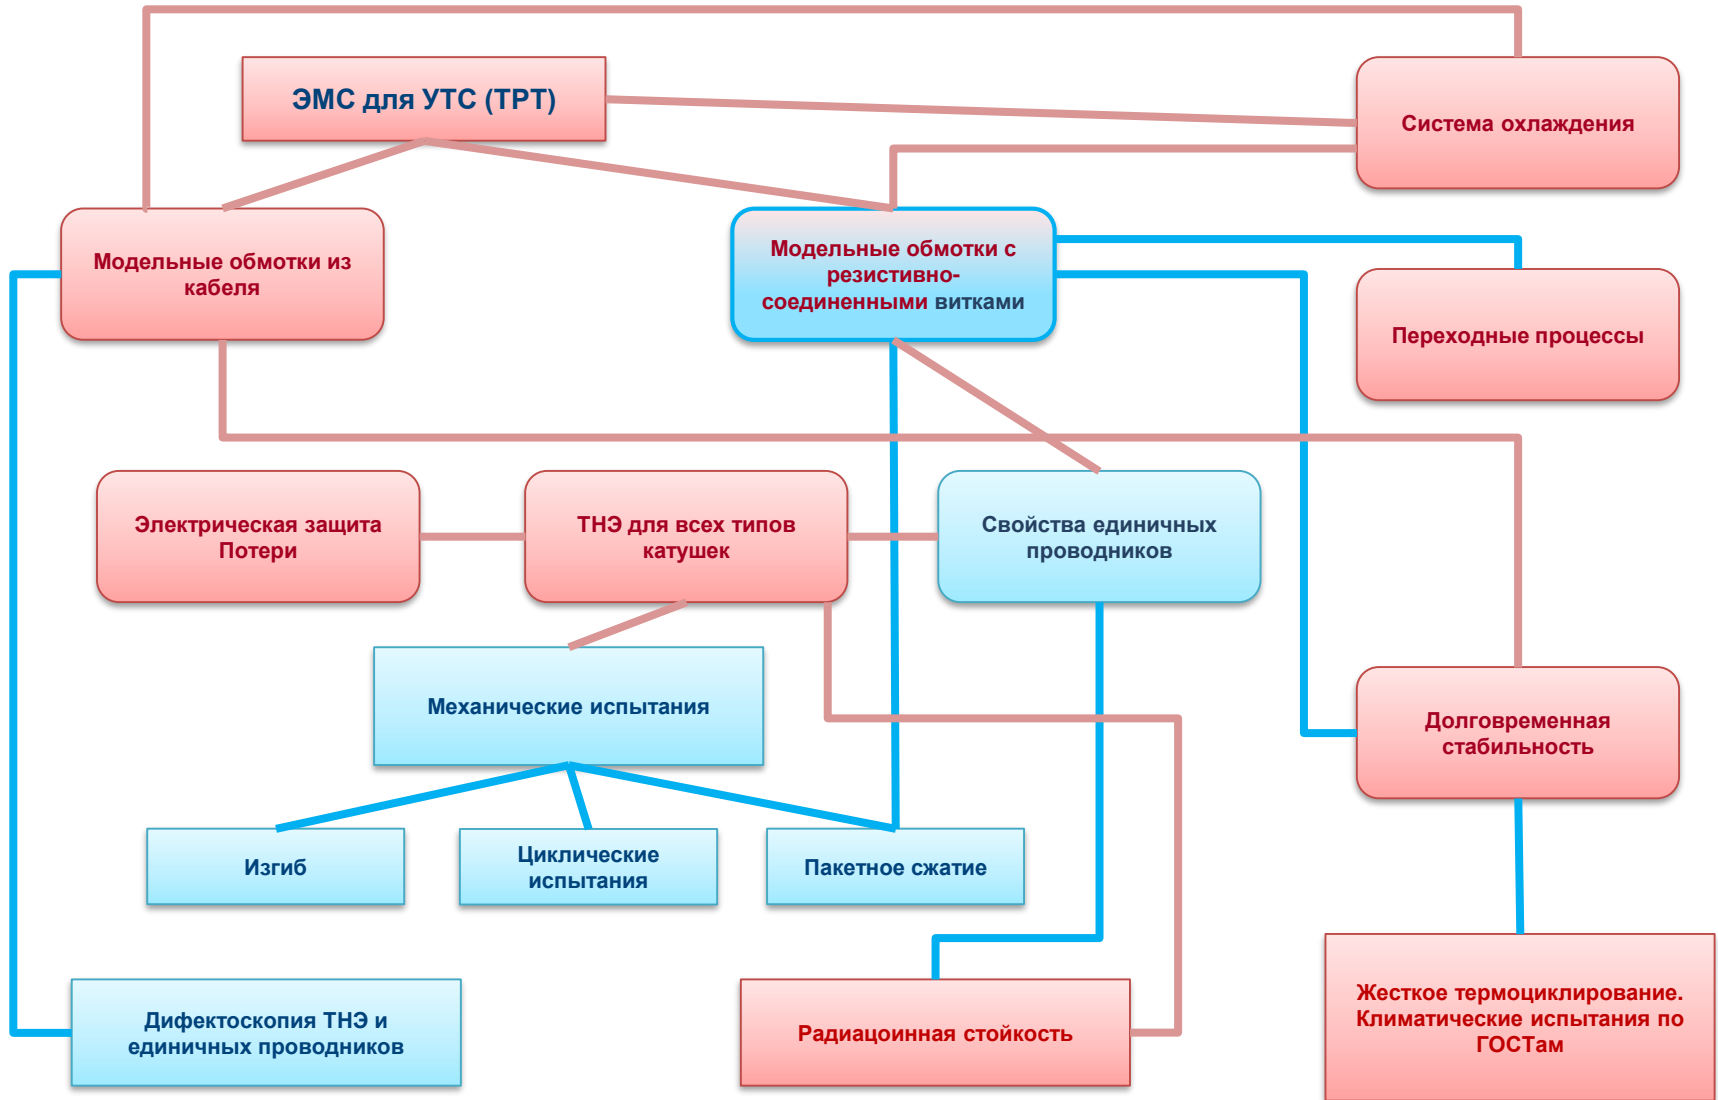 ЭМС для УТС (ТРТ)
Система охлаждения
Модельные обмотки из
кабеля
Модельные обмотки с
резистивно-
соединенными витками
Переходные процессы
Электрическая защита
Потери
ТНЭ для всех типов
катушек
Свойства единичных
проводников
Механические испытания
Долговременная
стабильность
Изгиб
Циклические
испытания
Пакетное сжатие
Дифектоскопия ТНЭ и
единичных проводников
Радиацоинная стойкость
Жесткое термоциклирование.
Климатические испытания по
ГОСТам